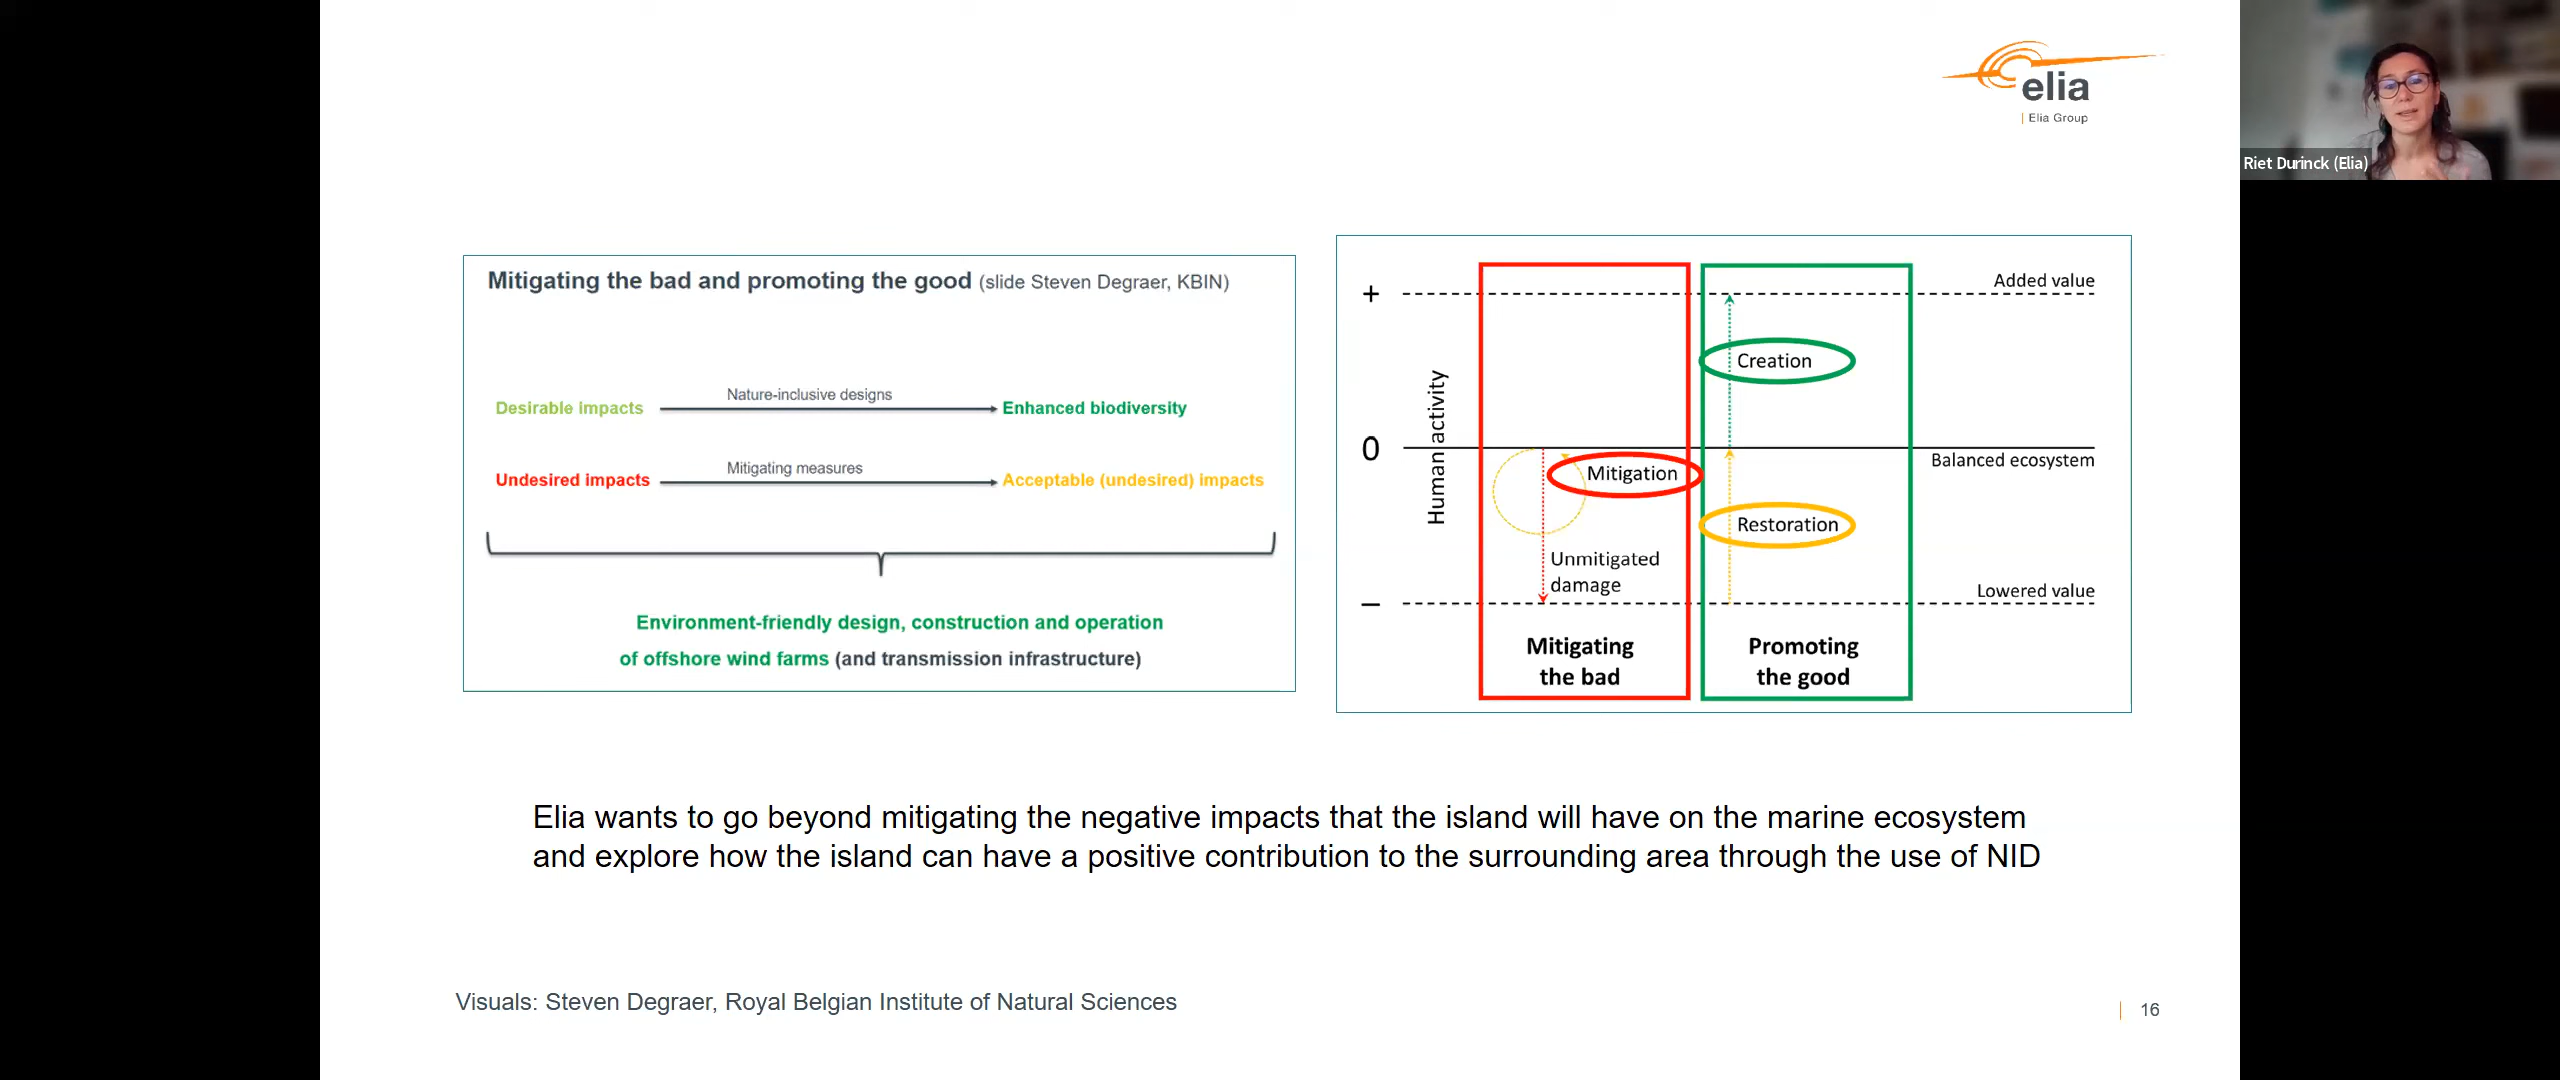 elia
| Elia Group
Riet Durinck (Elia)
Mitigating the bad and promoting the good (slide Steven Degraer, KBIN)
Nature-inclusive designs
Desirable impacts
Enhanced biodiversity
Mitigating measures
Undesired impacts
Acceptable (undesired) impacts
Environment-friendly design, construction and operation
of offshore wind farms (and transmission infrastructure)
+
Added value
Creation
Human activity
0
Balanced ecosystem
Mitigation
Restoration
Unmitigated
damage
Lowered value
–
Mitigating
the bad
Promoting
the good
Elia wants to go beyond mitigating the negative impacts that the island will have on the marine ecosystem
and explore how the island can have a positive contribution to the surrounding area through the use of NID
Visuals: Steven Degraer, Royal Belgian Institute of Natural Sciences
| 16